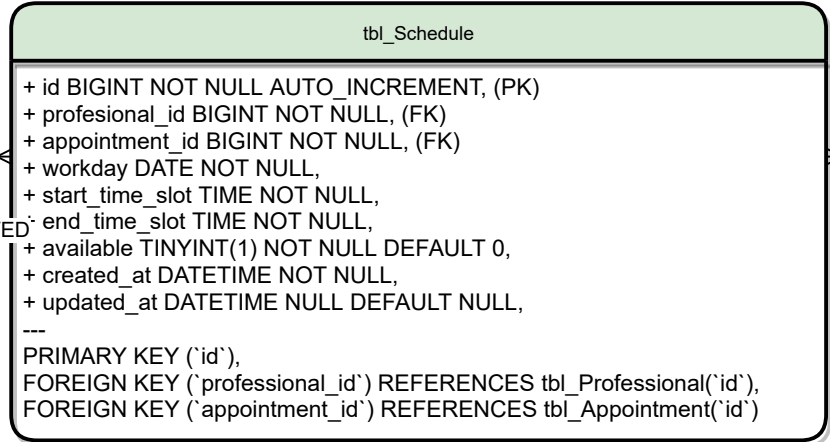 tbl_Schedule
+ id BIGINT NOT NULL AUTO_INCREMENT, (PK)
+ profesional_id BIGINT NOT NULL, (FK)
+ appointment_id BIGINT NOT NULL, (FK)
+ workday DATE NOT NULL,
+ start_time_slot TIME NOT NULL,
+ end_time_slot TIME NOT NULL,
+ available TINYINT(1) NOT NULL DEFAULT 0,
+ created_at DATETIME NOT NULL,
+ updated_at DATETIME NULL DEFAULT NULL,
---
PRIMARY KEY (`id`),
FOREIGN KEY (`professional_id`) REFERENCES tbl_Professional(`id`),
FOREIGN KEY (`appointment_id`) REFERENCES tbl_Appointment(`id`)